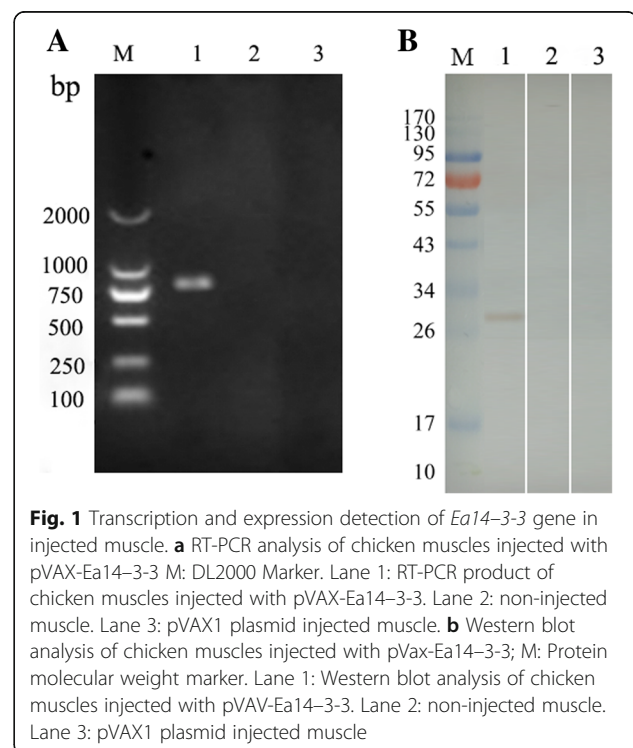 A
B
M 1 2 3
bp
2000
1000
750
500
250
100
M 1 2 3
170
130
95
72
55
43
34
26
17
10
Fig. 1 Transcription and expression detection of Ea14–3-3 gene in
injected muscle. a RT-PCR analysis of chicken muscles injected with
pVAX-Ea14–3-3 M: DL2000 Marker. Lane 1: RT-PCR product of
chicken muscles injected with pVAX-Ea14–3-3. Lane 2: non-injected
muscle. Lane 3: pVAX1 plasmid injected muscle. b Western blot
analysis of chicken muscles injected with pVax-Ea14–3-3; M: Protein
molecular weight marker. Lane 1: Western blot analysis of chicken
muscles injected with pVAV-Ea14–3-3. Lane 2: non-injected muscle.
Lane 3: pVAX1 plasmid injected muscle